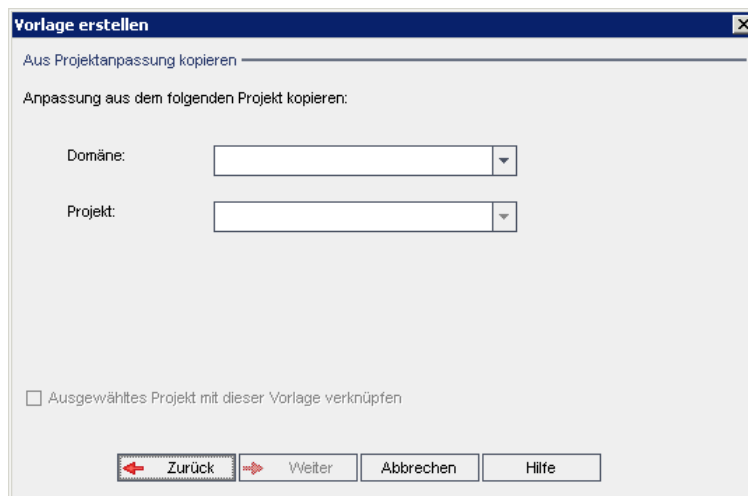 Vorlage erstellen
Aus Projektanpassung kopieren
Anpassung aus dem folgenden Projekt kopieren:
Domäne:
Projekt:
Ausgewähltes Projekt mit dieser Vorlage verknüpfen
Zurück Weiter Abbrechen Hilfe